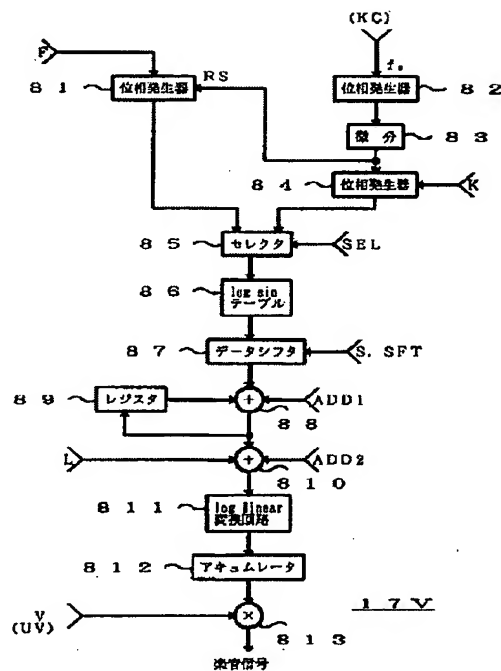 (KC)
F
f.
RS
81 位相発生器
位相発生器 82
微分 83
84 位相発生器
K
85 セレクタ
SEL
86 log sin
テーブル
87 データシフタ
S. SFT
89 レジスタ
+
ADD1
88
L
+
ADD2
810
811 log linear
変換回路
812 アキュムレータ
V
(UV)
×
17V
813
楽音信号